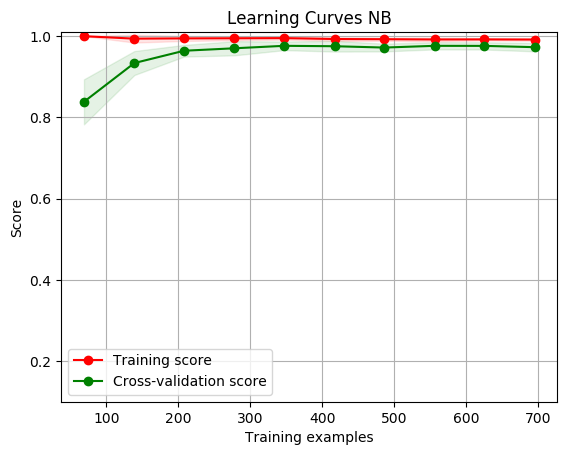 Learning Curves NB
1.0
0.8
0.6
0.4
0.2
Score
Training score
Cross-validation score
100 200 300 400 500 600 700
Training examples